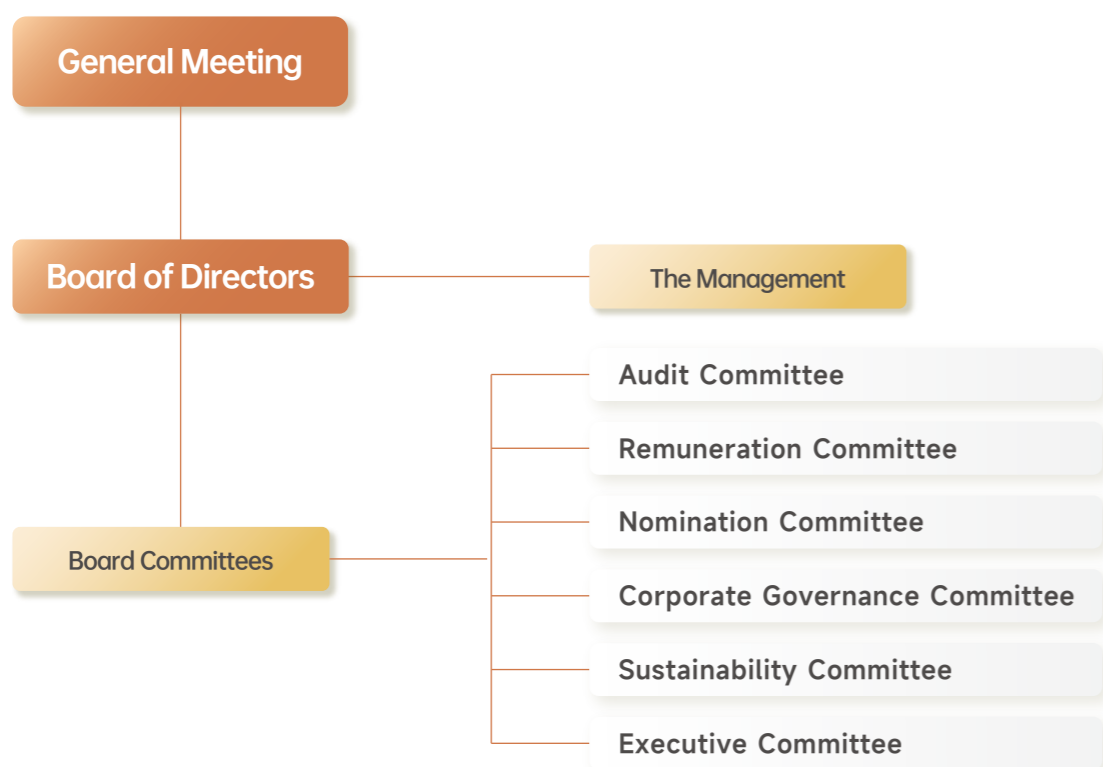 General Meeting
Board of Directors
The Management
Board Committees
Audit Committee
Remuneration Committee
Nomination Committee
Corporate Governance Committee
Sustainability Committee
Executive Committee